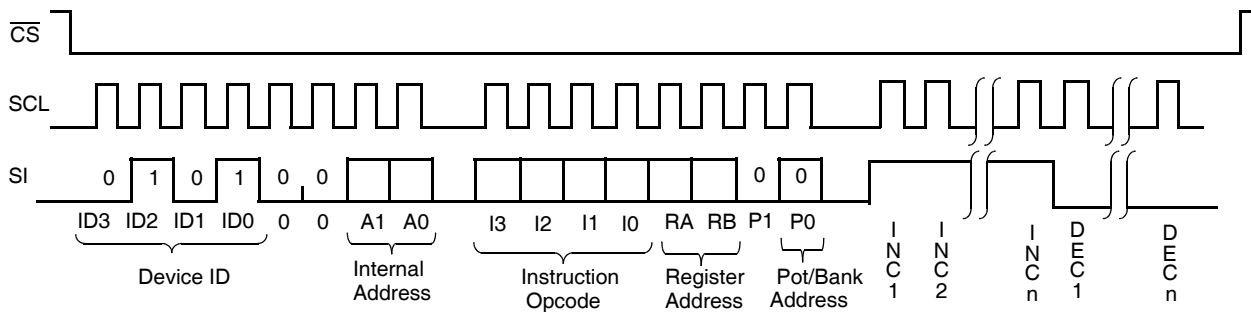 CS
SCL
SI
0 1 0 1 0 0 0 0
ID3 ID2 ID1 ID0 0 0 A1 A0 I3 I2 I1 I0 RA RB P1 P0
Device ID
Internal
Address
Instruction
Opcode
Register
Address
Pot/Bank
Address
INC1
INC2
INCn
DEC1
DECn